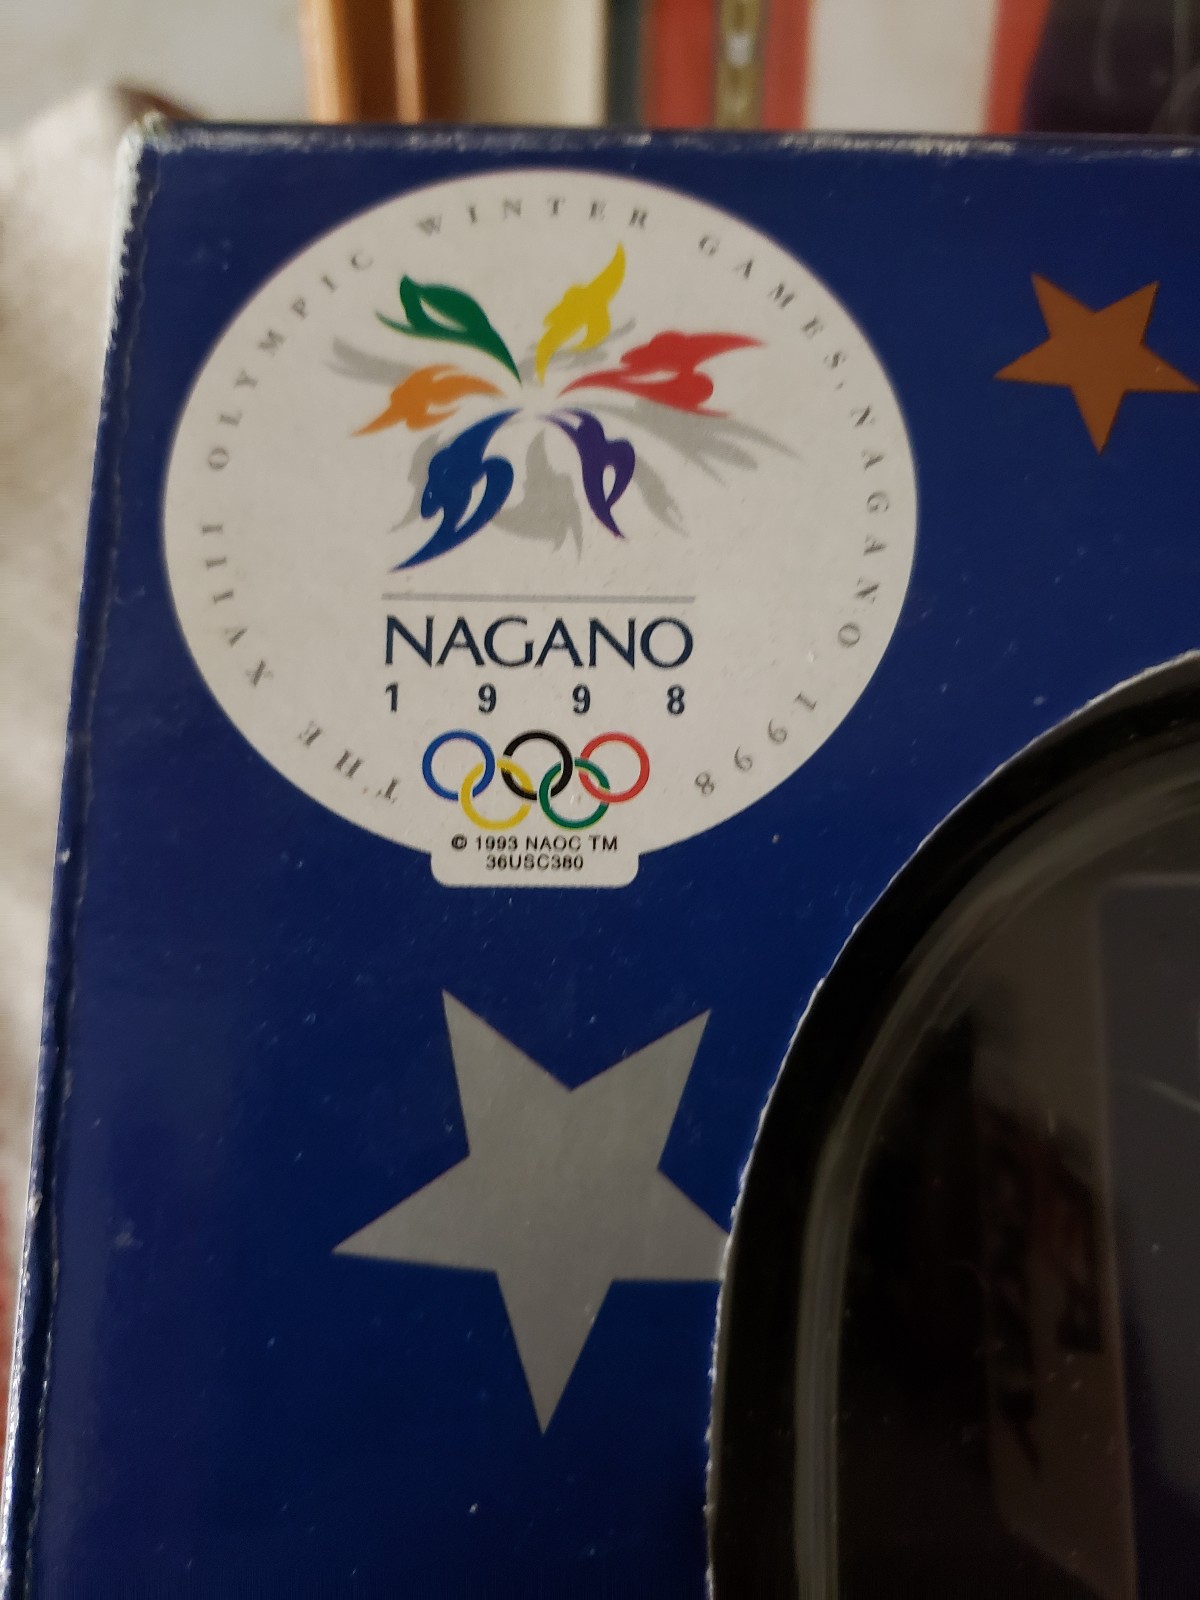 THE XVIII OLYMPIC WINTER GAMES, NAGANO 1998
NAGANO
1998
© 1993 NAOC TM
36USC380